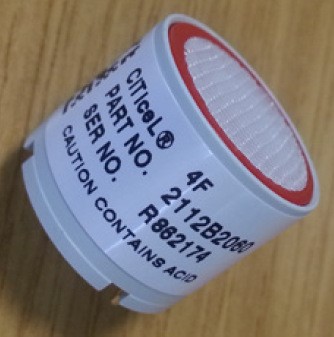 CITIceL® 4F
PART NO. 2112B2060
SER NO. R862174
CAUTION CONTAINS ACID